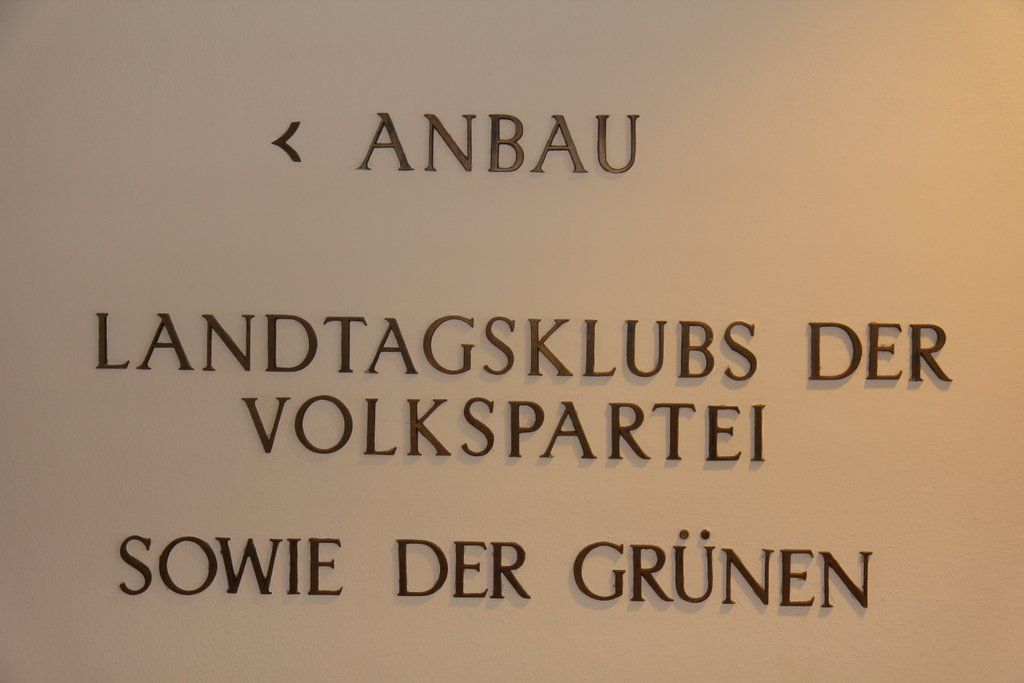 < ANBAU
LANDTAGSKLUBS DER
VOLKSPARTEI
SOWIE DER GRÜNEN